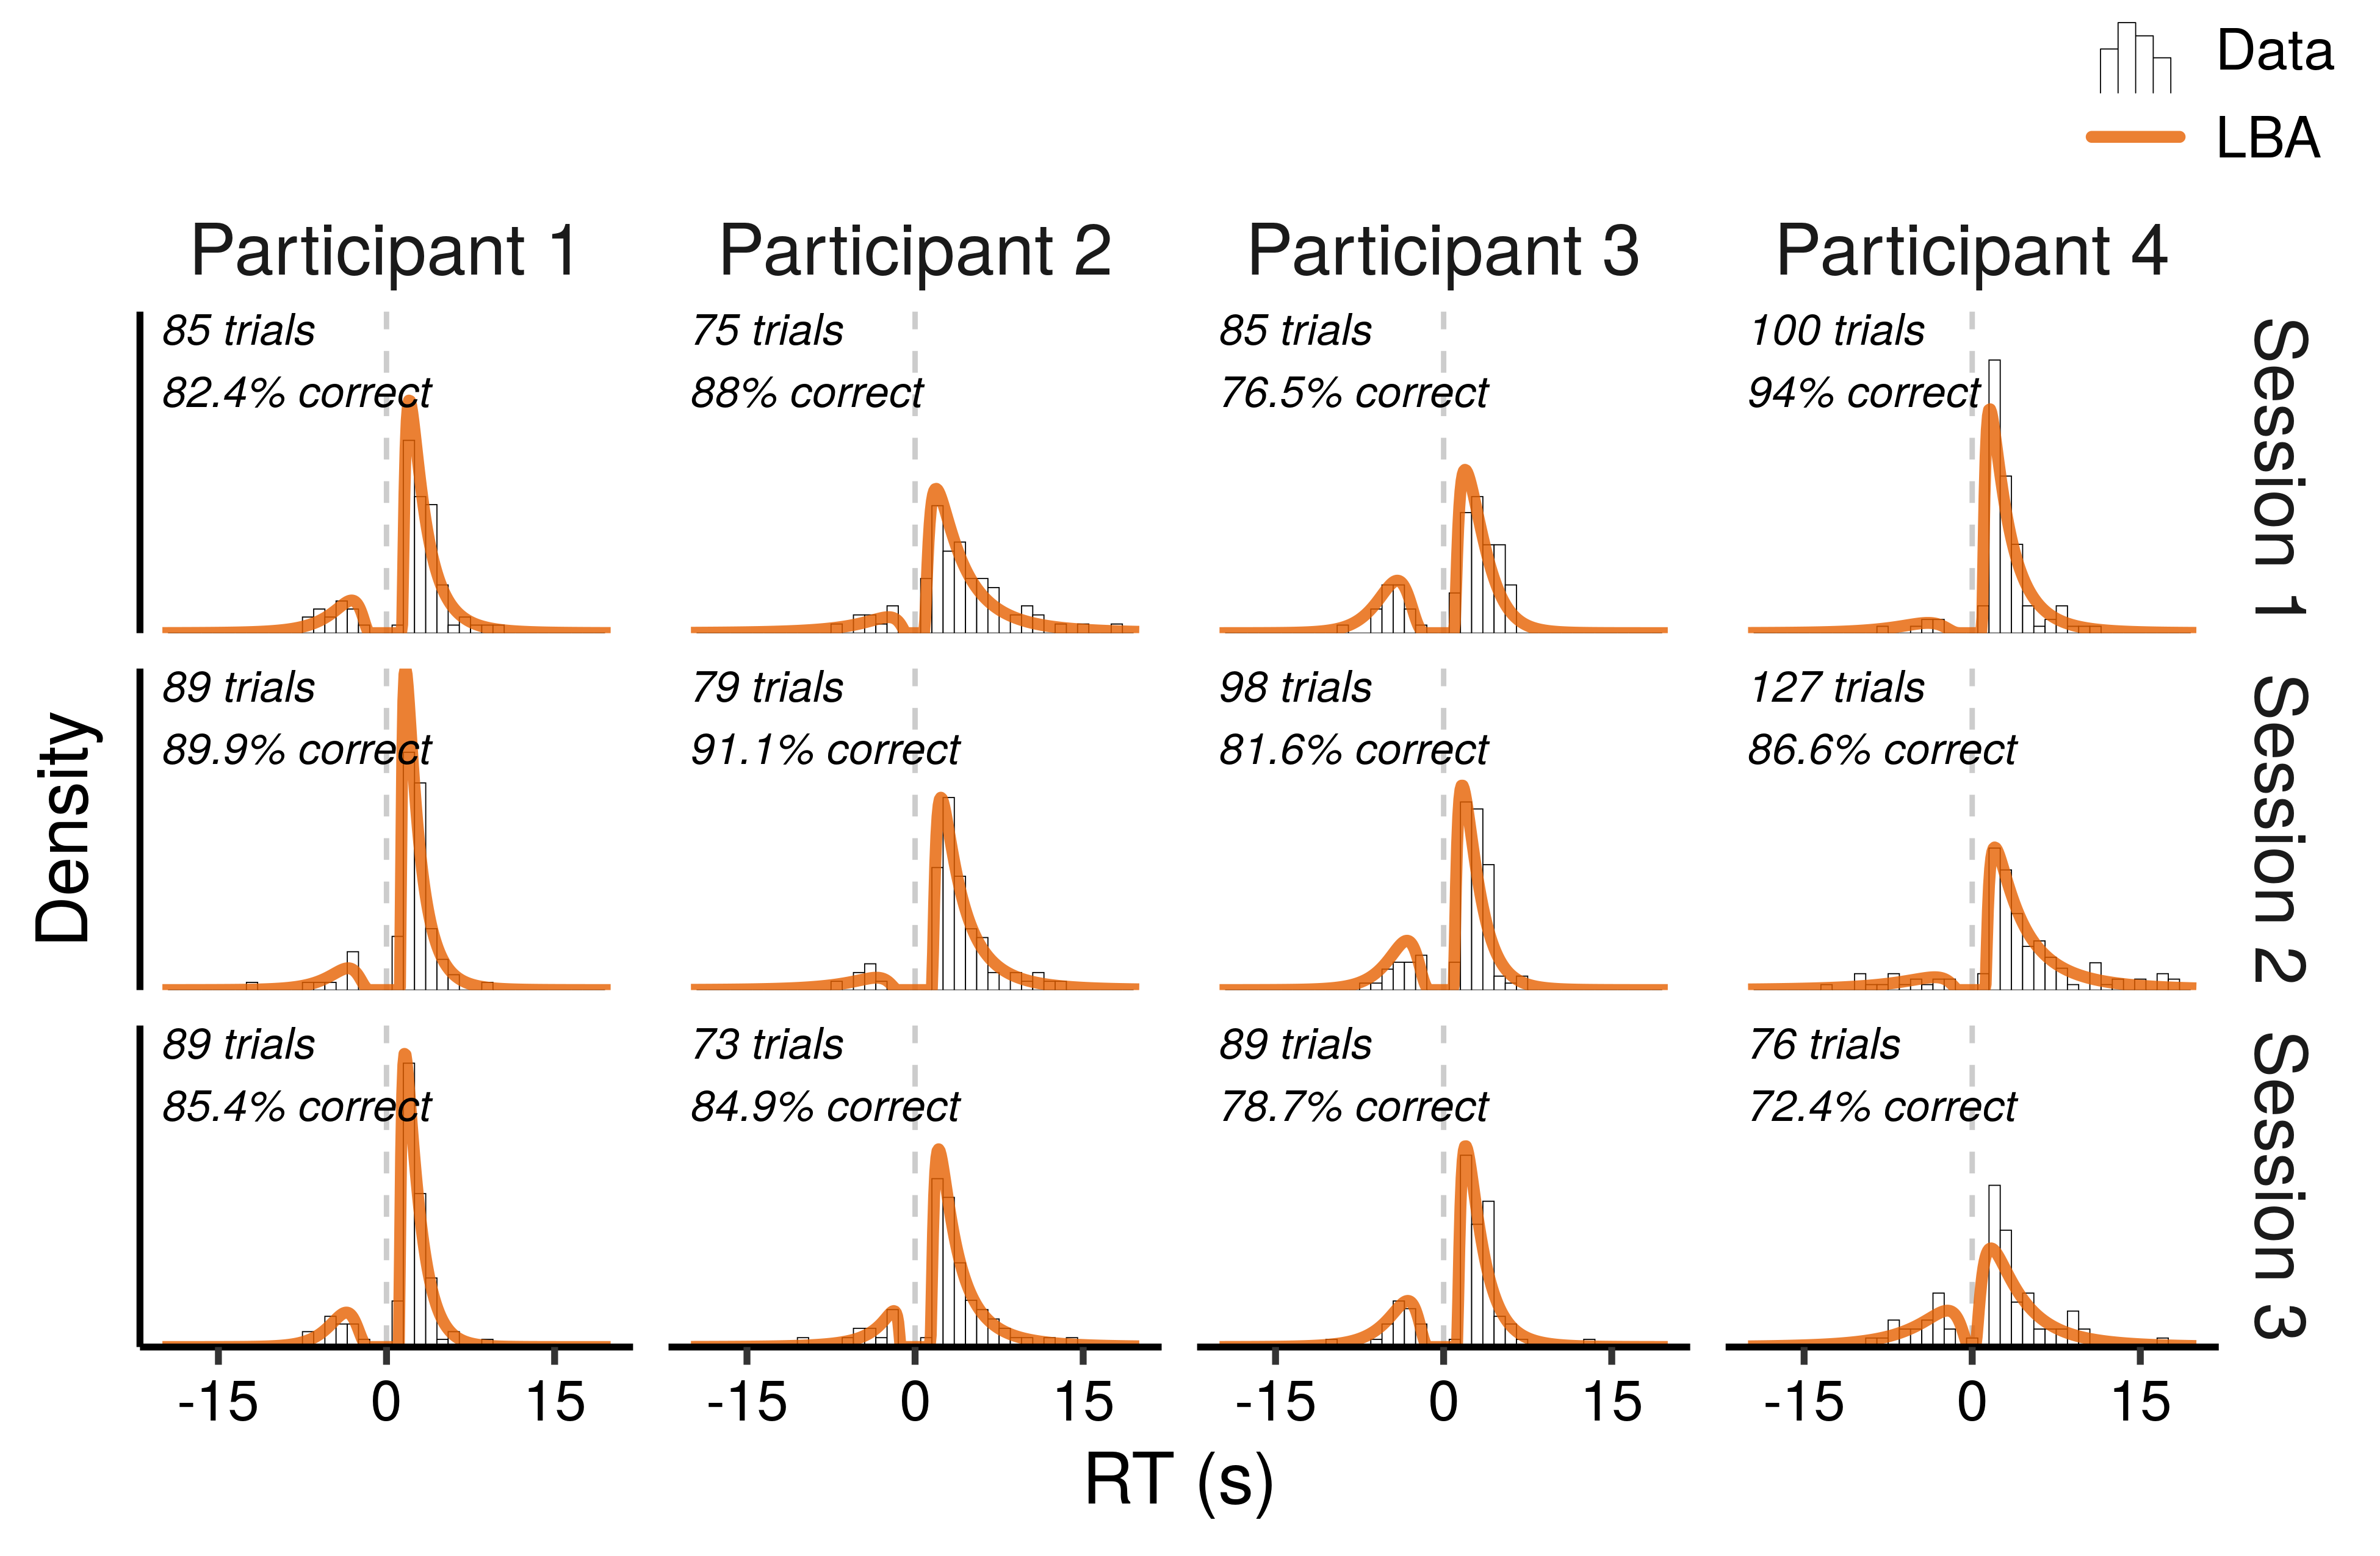 Data
LBA
Participant 1
Participant 2
Participant 3
Participant 4
85 trials
82.4% correct
75 trials
88% correct
85 trials
76.5% correct
100 trials
94% correct
Session 1
89 trials
89.9% correct
79 trials
91.1% correct
98 trials
81.6% correct
127 trials
86.6% correct
Session 2
Density
89 trials
85.4% correct
73 trials
84.9% correct
89 trials
78.7% correct
76 trials
72.4% correct
Session 3
-15 0 15
-15 0 15
-15 0 15
-15 0 15
RT (s)